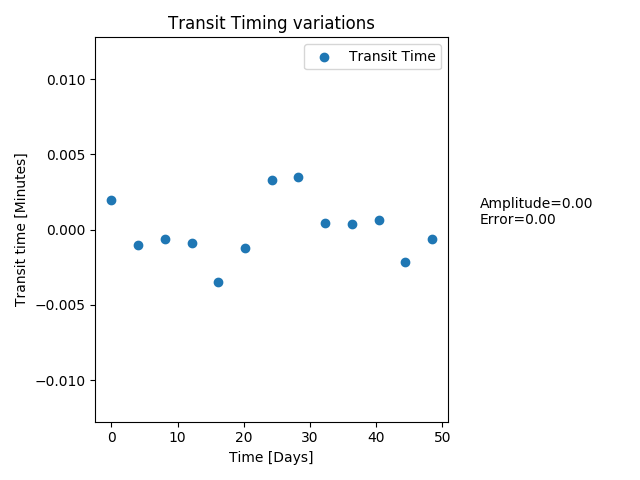 Transit Timing variations
Transit Time
0.010
0.005
0.000
−0.005
−0.010
Transit time [Minutes]
0
10
20
30
40
50
Time [Days]
Amplitude=0.00
Error=0.00